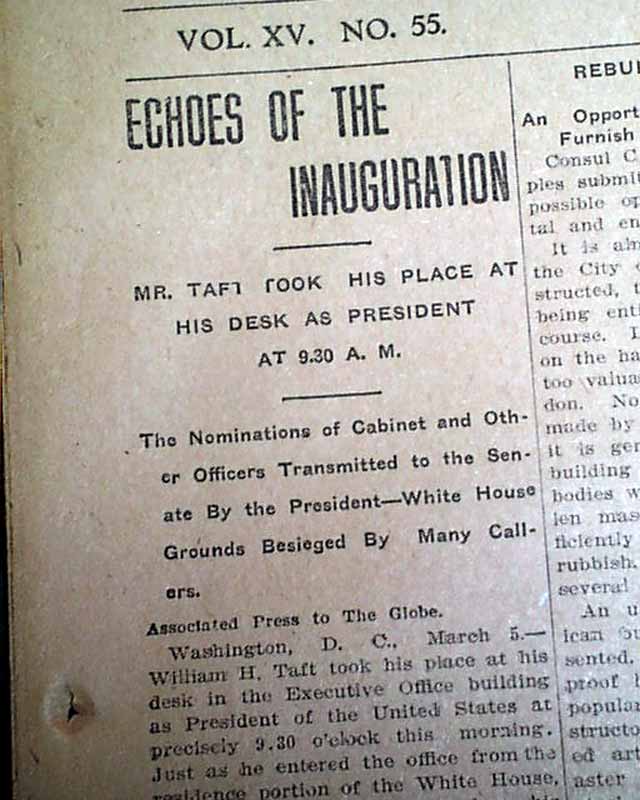 VOL. XV. NO. 55.
ECHOES OF THE
INAUGURATION
MR. TAFT TOOK HIS PLACE AT
HIS DESK AS PRESIDENT
AT 9.30 A. M.
The Nominations of Cabinet and Oth-
er Officers Transmitted to the Sen-
ate By the President—White House
Grounds Besieged By Many Call-
ers.
Associated Press to The Globe.
Washington, D. C., March 5.—
William H. Taft took his place at his
desk in the Executive Office building
as President of the United States at
precisely 9.30 o'clock this morning.
Just as he entered the office from the
residence portion of the White House,
REBUI
An Opport
Furnish
Consul C.
ples submit
possible op
tal and en
It is alm
the City
structed, t
being enti
course.
on the ha
too valua
don. No
made by
it is ger
building
bodies w
len mas
ficiently
rubbish.
several
An u
ican
sented.
proof
popular
structo
ed art
aster